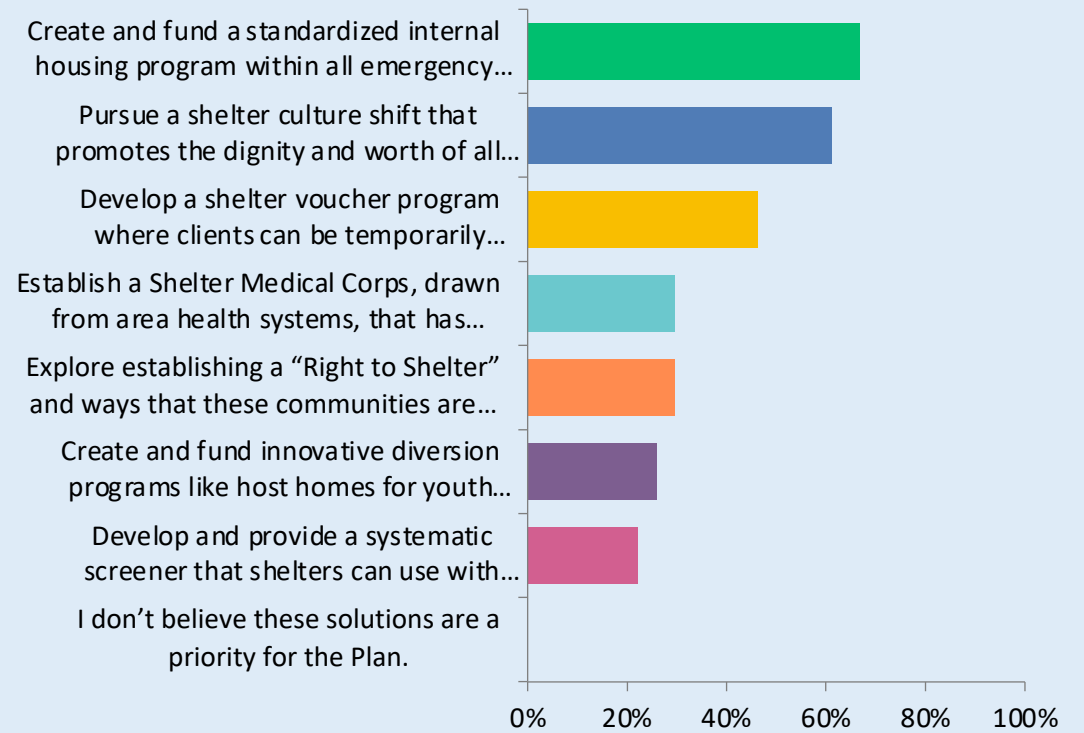 Create and fund a standardized internal
housing program within all emergency...
Pursue a shelter culture shift that
promotes the dignity and worth of all...
Develop a shelter voucher program
where clients can be temporarily...
Establish a Shelter Medical Corps, drawn
from area health systems, that has...
Explore establishing a “Right to Shelter”
and ways that these communities are...
Create and fund innovative diversion
programs like host homes for youth...
Develop and provide a systematic
screener that shelters can use with...
I don’t believe these solutions are a
priority for the Plan.
0% 20% 40% 60% 80% 100%